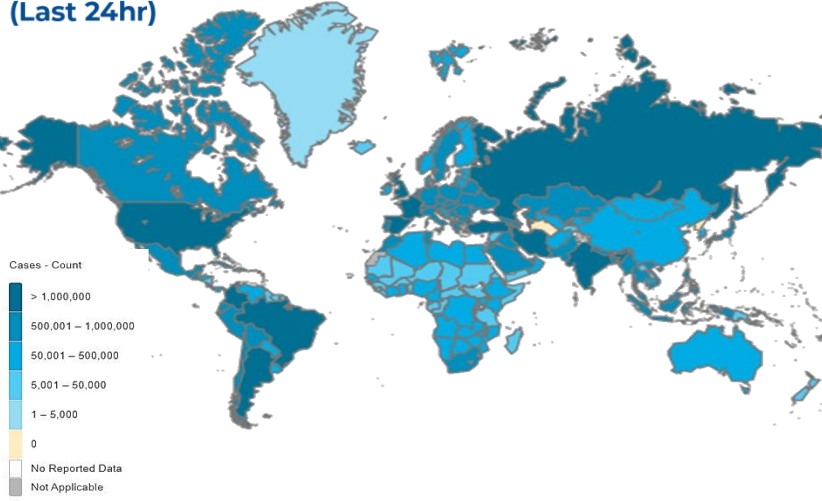 (Last 24hr)
Cases - Count
> 1,000,000
500,001 – 1,000,000
50,001 – 500,000
5,001 – 50,000
1 – 5,000
0
No Reported Data
Not Applicable